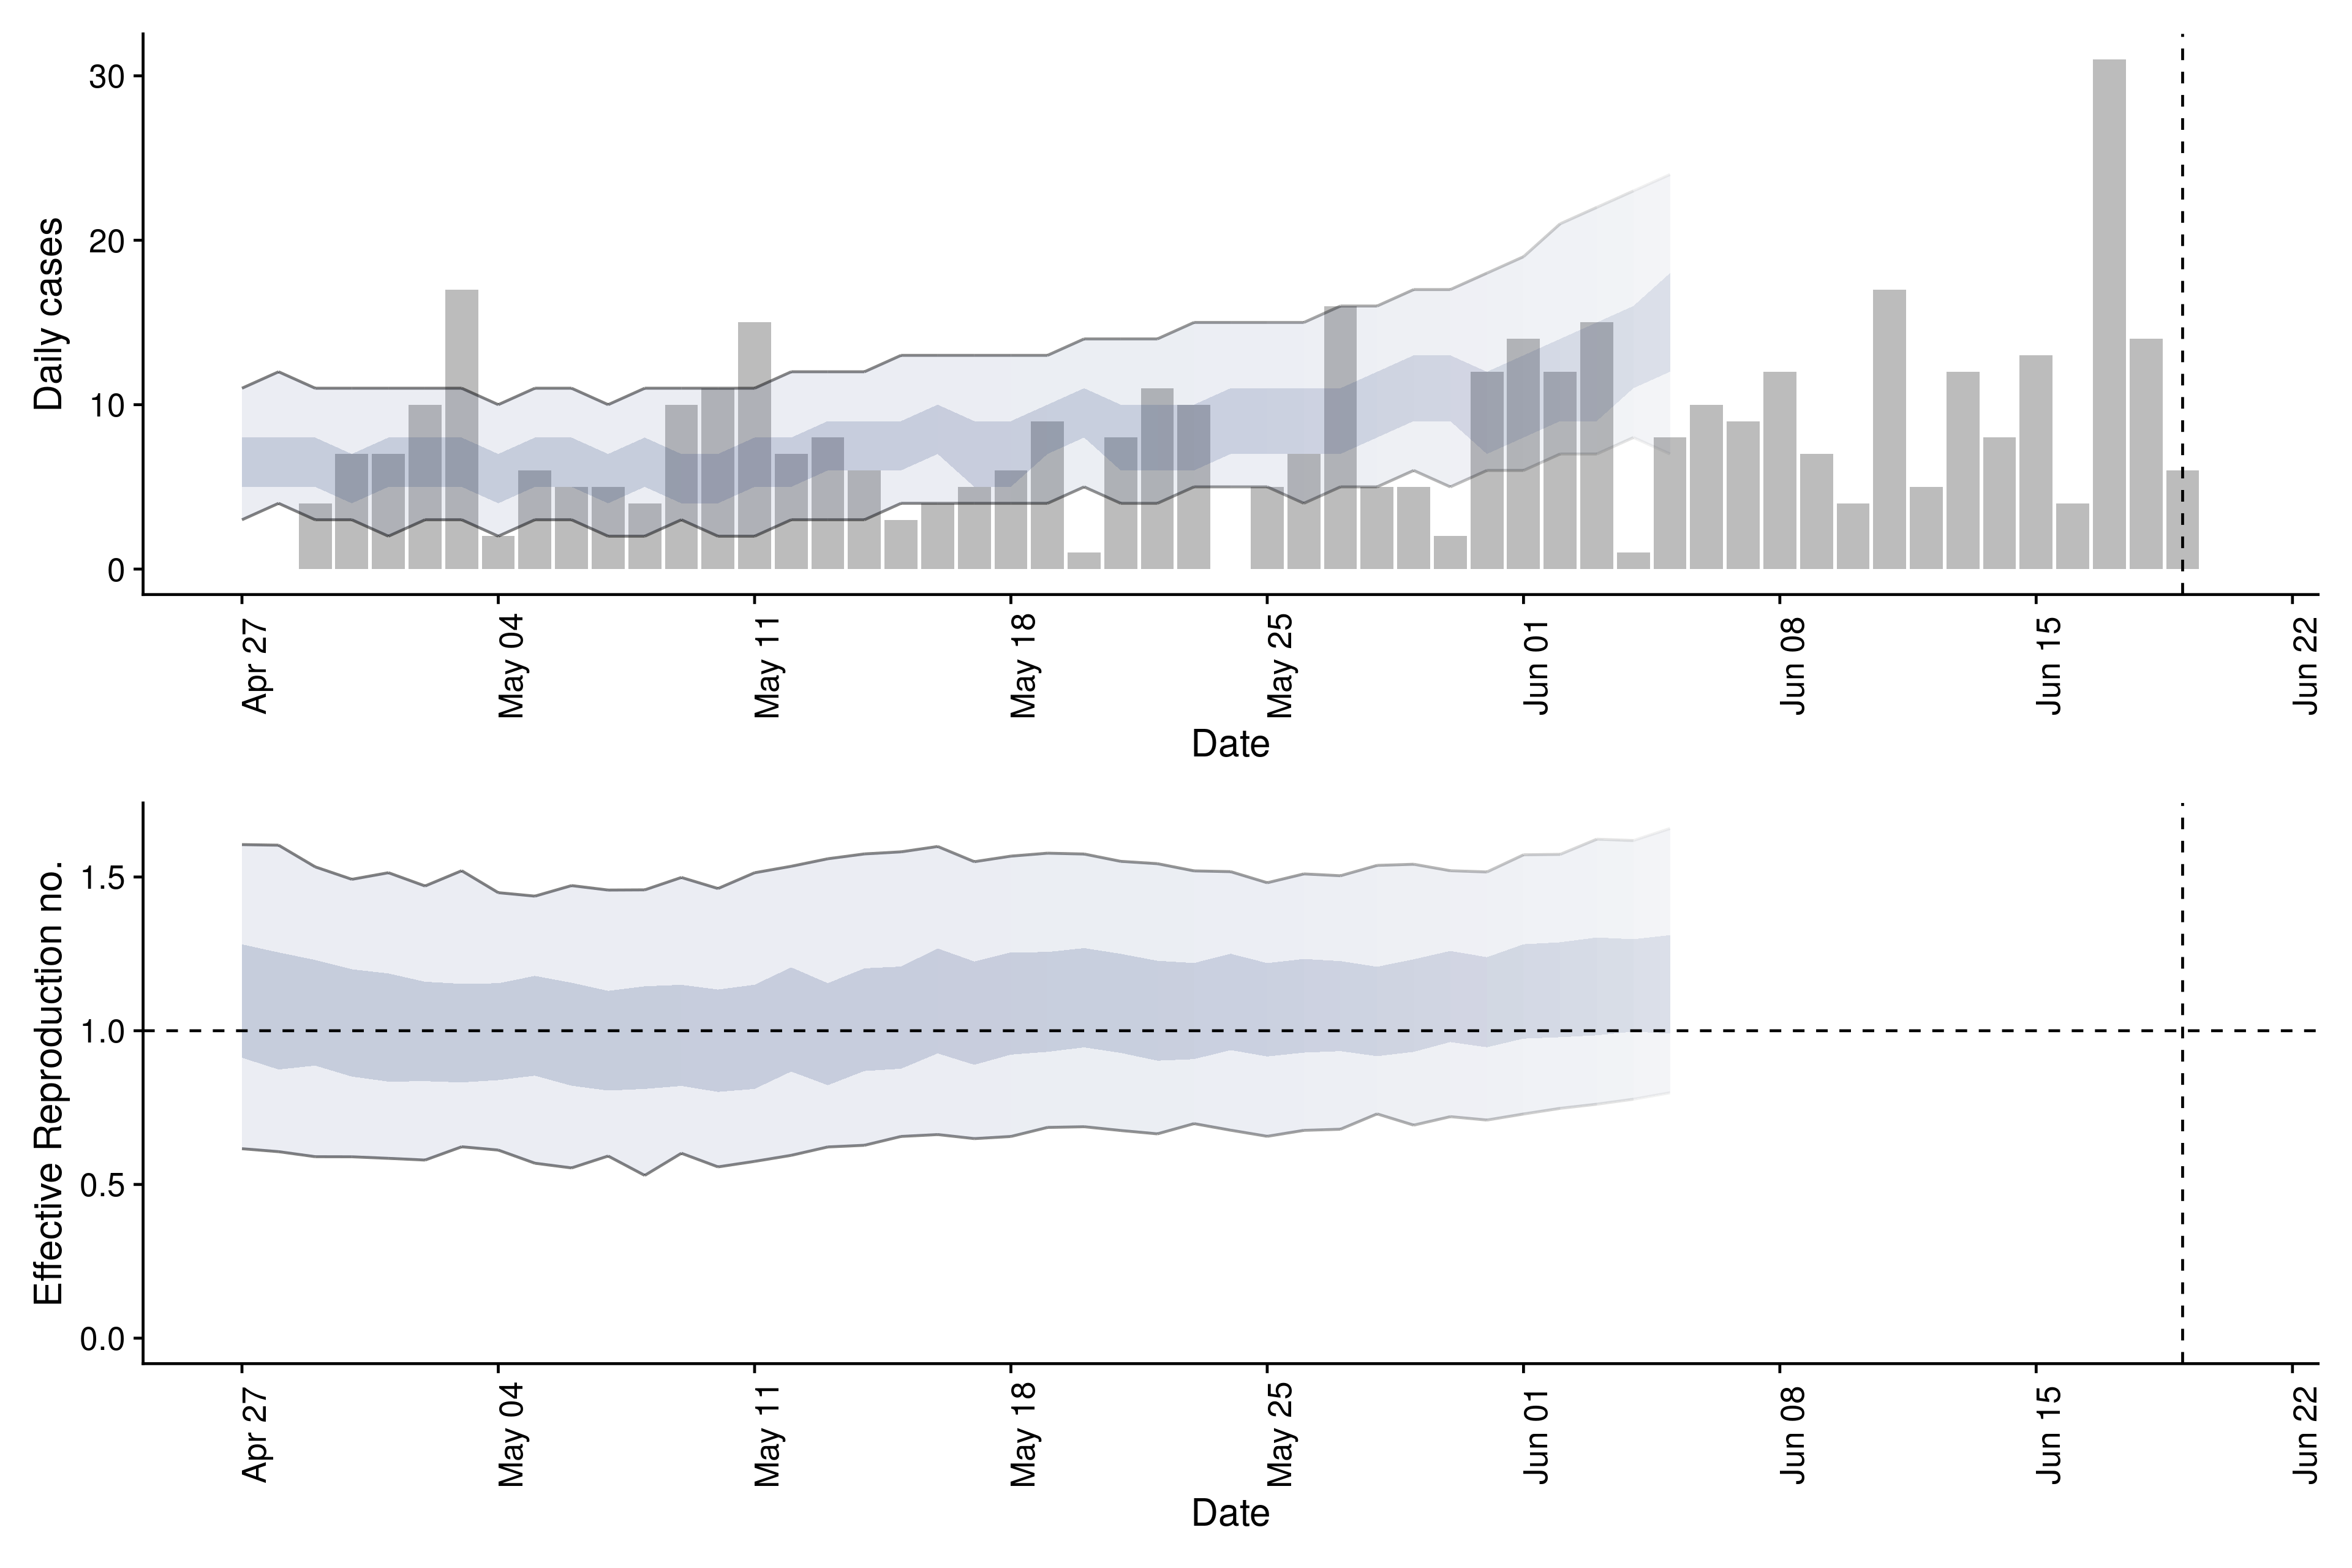 Daily cases
30
20
10
0
Apr 27
May 04
May 11
May 18
May 25
Jun 01
Jun 08
Jun 15
Jun 22
Date
Effective Reproduction no.
1.5
1.0
0.5
0.0
Apr 27
May 04
May 11
May 18
May 25
Jun 01
Jun 08
Jun 15
Jun 22
Date